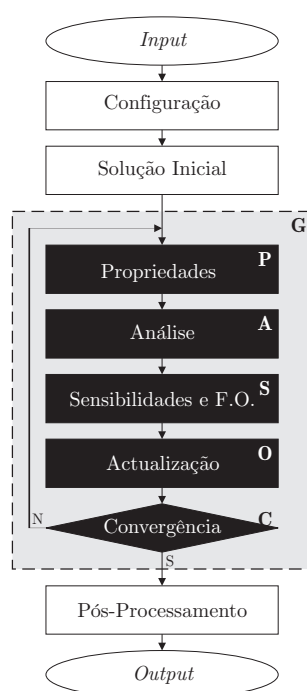 Input
Configuração
Solução Inicial
G
P
Propriedades
A
Análise
S
Sensibilidades e F.O.
O
Actualização
C
Convergência
N
S
Pós-Processamento
Output